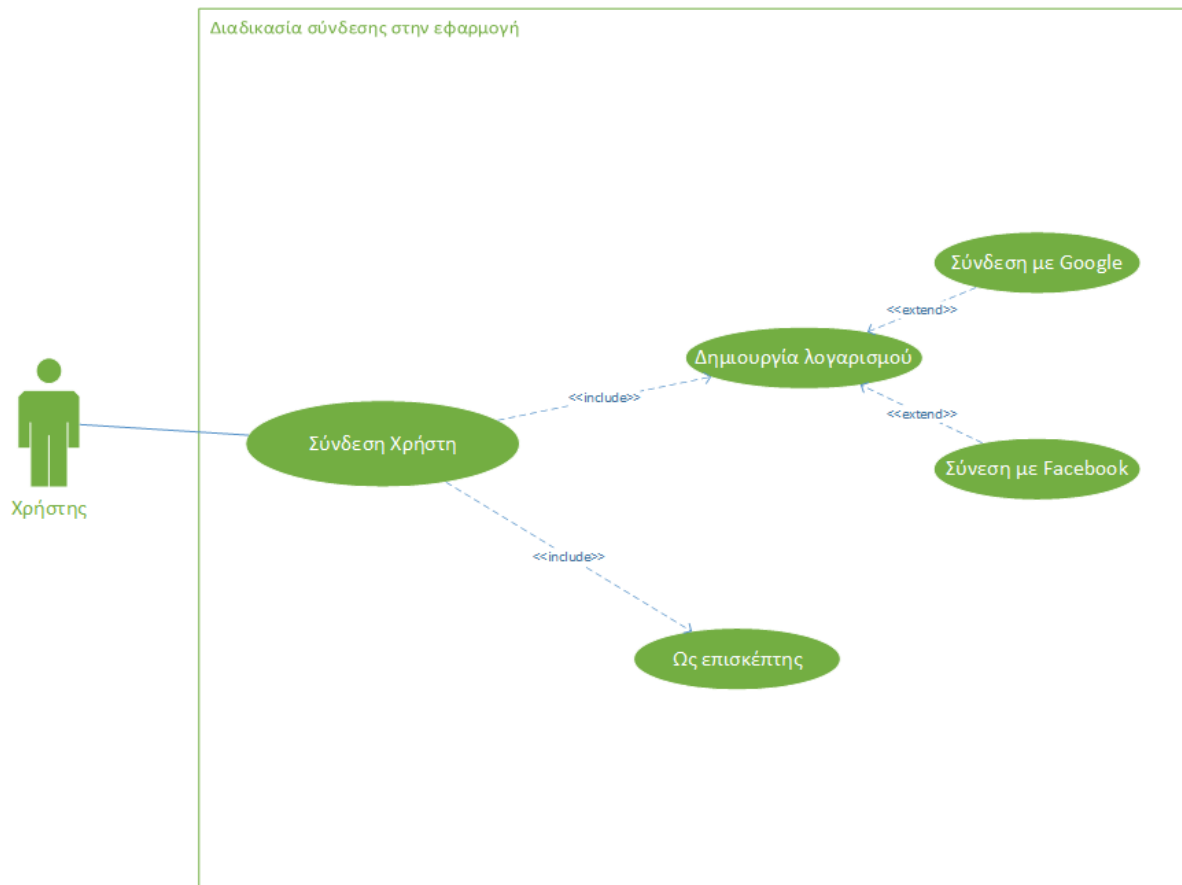 Διαδικασία σύνδεσης στην εφαρμογή
Σύνδεση με Google
<<extend>>
Δημιουργία λογαρισμού
<<include>>
<<extend>>
Σύνδεση Χρήστη
Σύνεση με Facebook
Χρήστης
<<include>>
Ως επισκέπτης